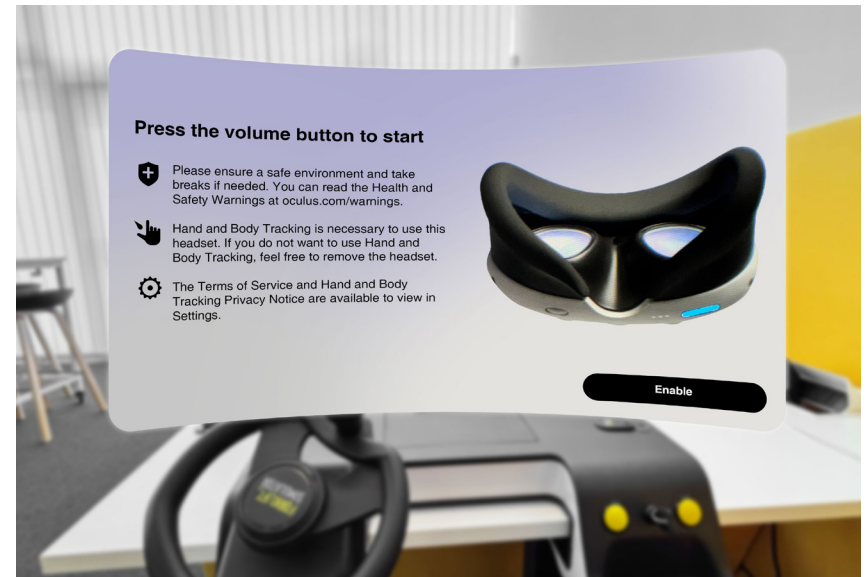 Press the volume button to start
Please ensure a safe environment and take
breaks if needed. You can read the Health and
Safety Warnings at oculus.com/warnings.
Hand and Body Tracking is necessary to use this
headset. If you do not want to use Hand and
Body Tracking, feel free to remove the headset.
The Terms of Service and Hand and Body
Tracking Privacy Notice are available to view in
Settings.
Enable
FORKLIFT
SIMULATOR